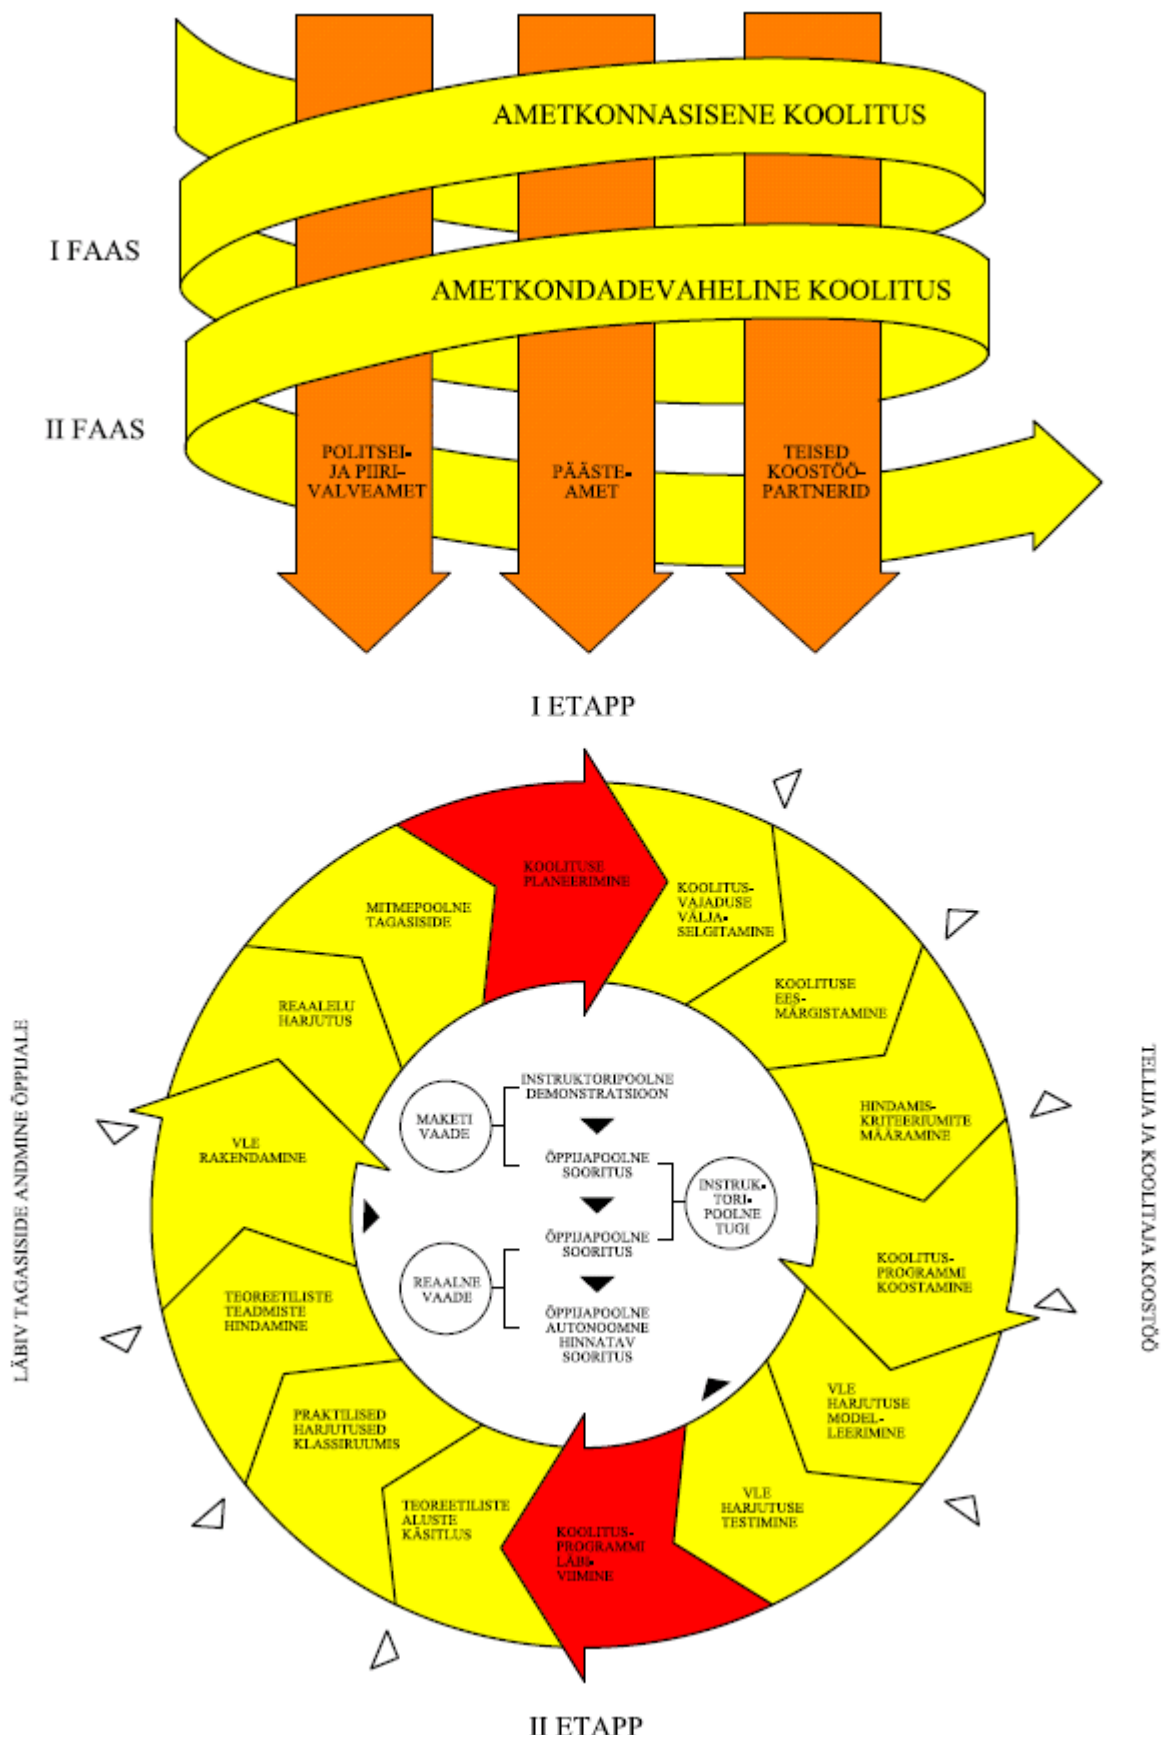 AMETKONNASISENE KOOLITUS
I FAAS
AMETKONDADEVAHELINE KOOLITUS
II FAAS
POLITSEI-
JA PIIRI-
VALVEAMET
PÄÄSTE-
AMET
TEISED
KOOSTÖÖ-
PARTNERID
I ETAPP
KOOLITUSE
PLANEERIMINE
KOOLITUS-
VAJADUSE
VÄLJA-
SELGITAMINE
KOOLITUSE
EES-
MÄRGISTAMINE
HINDAMIS-
KRITEERIUMITE
MÄÄRAMINE
KOOLITUS-
PROGRAMMI
KOOSTAMINE
VLE
HARJUTUSE
MODEL-
LEERIMINE
VLE
HARJUTUSE
TESTIMINE
KOOLITUS-
PROGRAMMI
LÄBI-
VIIMINE
TEOREETILISTE
ALUSTE
KÄSITLUS
PRAKTILISED
HARJUTUSED
KLASSIRUUMIS
TEOREETILISTE
TEADMISTE
HINDAMINE
VLE
RAKENDAMINE
REAALELU
HARJUTUS
MITMEPOOLNE
TAGASISIDE
INSTRUKTORIPOOLNE
DEMONSTRATSIOON
MAKETI
VAADE
ÕPPIJAPOOLNE
SOORITUS
INSTRUK-
TORI-
POOLNE
TUGI
ÕPPIJAPOOLNE
SOORITUS
REAALNE
VAADE
ÕPPIJAPOOLNE
AUTONOOMNE
HINNATAV
SOORITUS
LÄBIV TAGASISIDE ANDMINE ÕPPIJALE
TELLIJA JA KOOLITAJA KOOSTÖÖ
II ETAPP